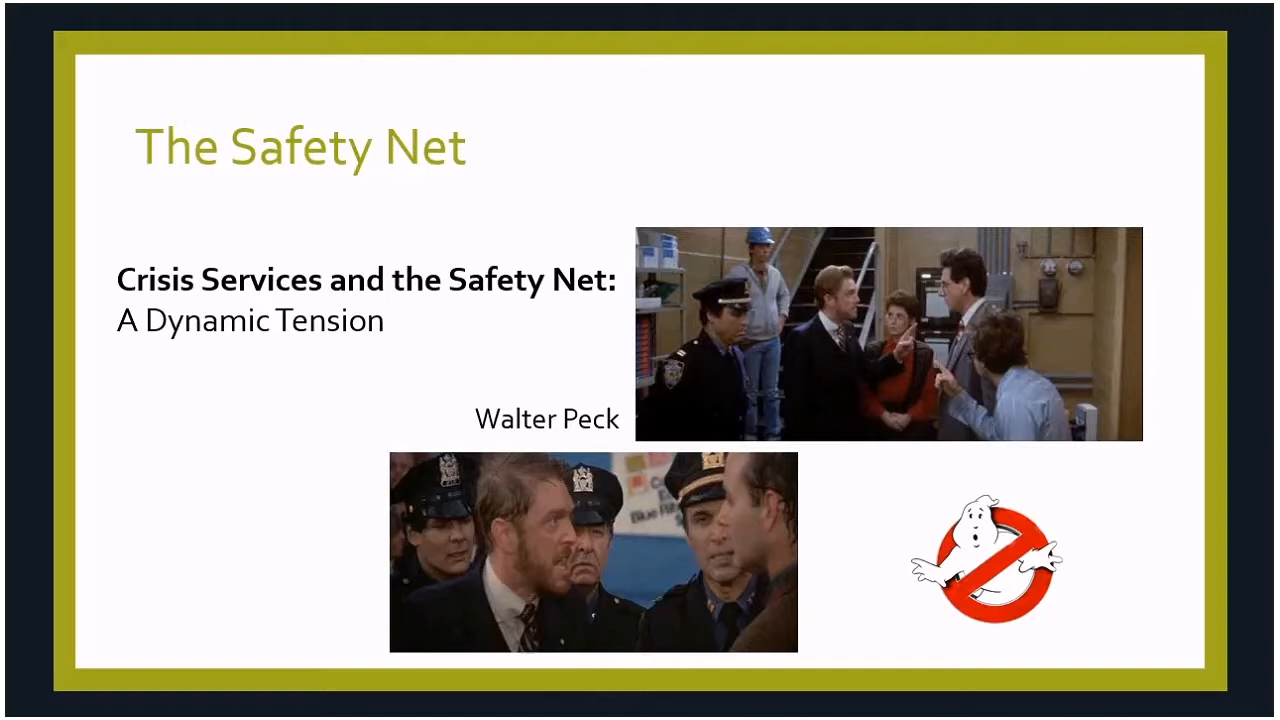 The Safety Net
Crisis Services and the Safety Net:
A Dynamic Tension
Walter Peck